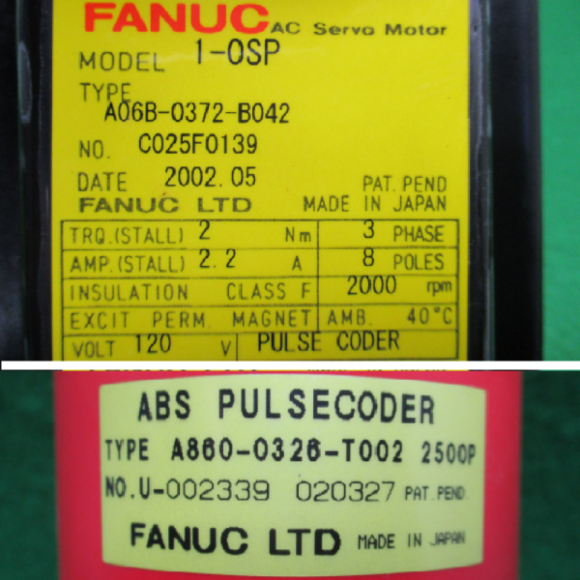 FANUC AC Servo Motor
MODEL 1-OSP
TYPE
A06B-0372-B042
NO. C025F0139
DATE 2002.05 PAT. PEND
FANUC LTD MADE IN JAPAN
TRQ.(STALL) 2 Nm 3 PHASE
AMP.(STALL) 2.2 A 8 POLES
INSULATION CLASS F 2000 rpm
EXCIT PERM. MAGNET AMB. 40°C
VOLT 120 V PULSE CODER
ABS PULSECODER
TYPE A860-0326-T002 2500P
NO.U-002339 020327 PAT.PEND.
FANUC LTD MADE IN JAPAN